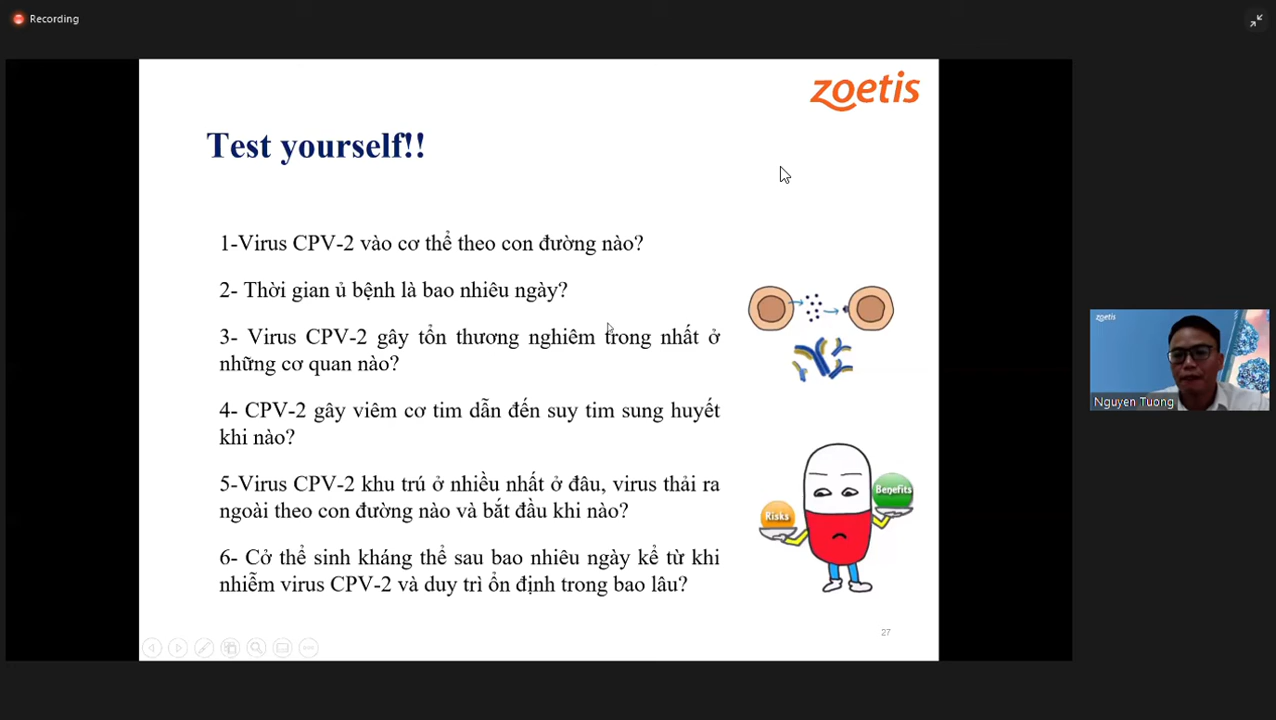 Recording
zoetis
Test yourself!!
1-Virus CPV-2 vào cơ thể theo con đường nào?
2- Thời gian ủ bệnh là bao nhiêu ngày?
3- Virus CPV-2 gây tổn thương nghiêm trong nhất ở
những cơ quan nào?
4- CPV-2 gây viêm cơ tim dẫn đến suy tim sung huyết
khi nào?
5-Virus CPV-2 khu trú ở nhiều nhất ở đâu, virus thải ra
ngoài theo con đường nào và bắt đầu khi nào?
6- Cở thể sinh kháng thể sau bao nhiêu ngày kể từ khi
nhiễm virus CPV-2 và duy trì ổn định trong bao lâu?
Benefits
Risks
27
zoetis
Nguyen Tuong